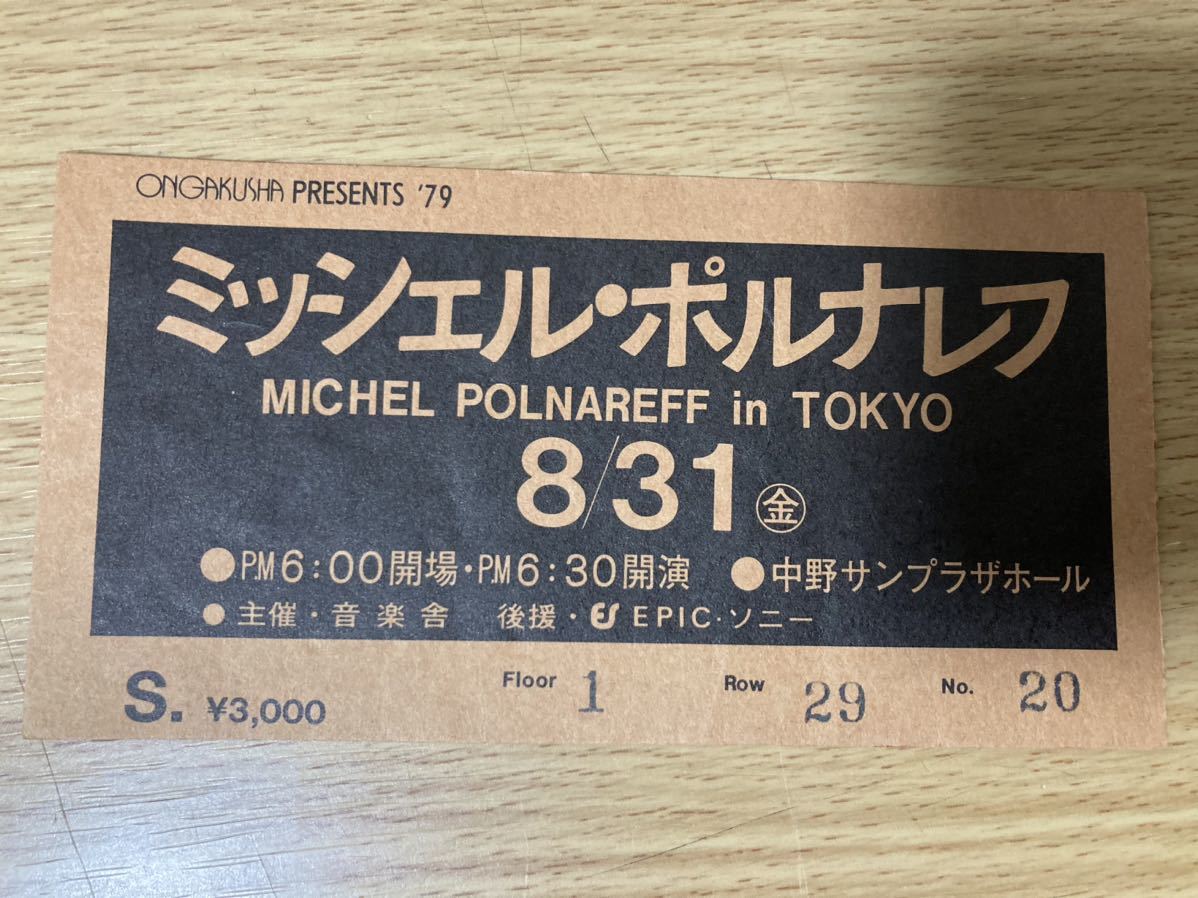 ONGAKUSHA PRESENTS '79
ミッシェル・ポルナレフ
MICHEL POLNAREFF in TOKYO
8/31㊎
●P.M6:00開場・P.M6:30開演 ●中野サンプラザホール
●主催・音楽舎 後援・ES EPIC・ソニー
S. ¥3,000 Floor 1 Row 29 No. 20